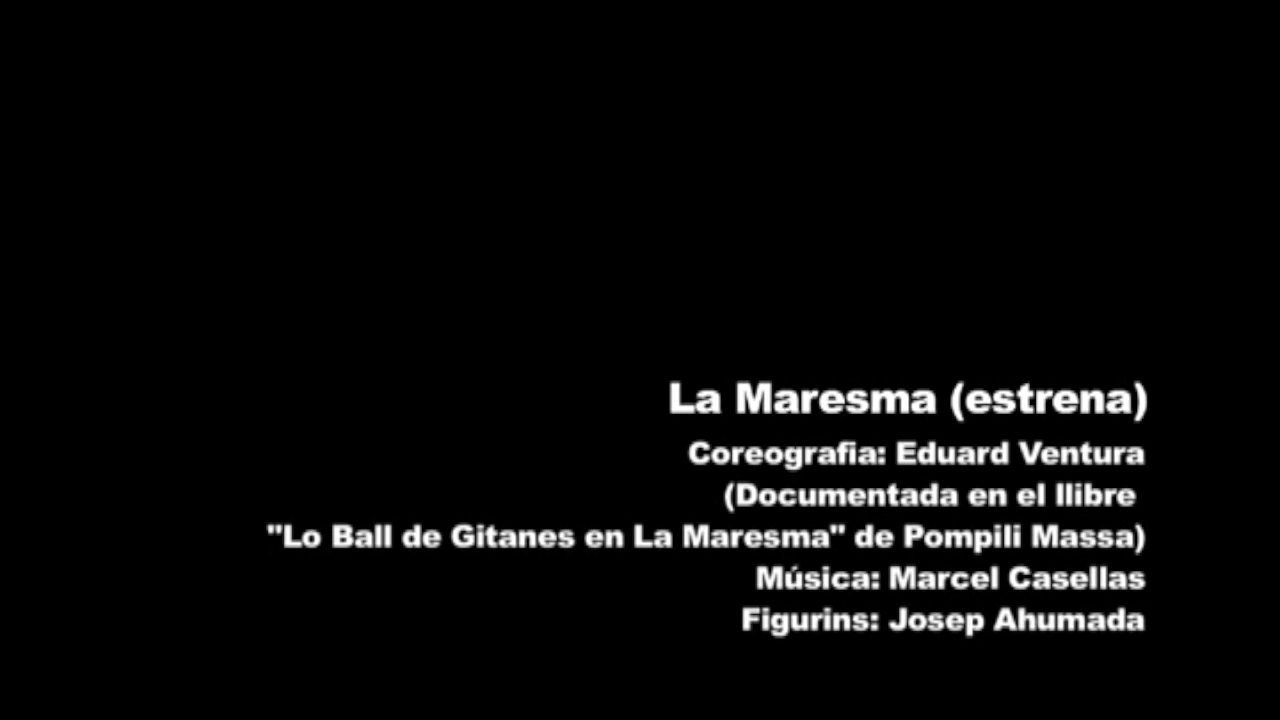 La Maresma (estrena)
Coreografia: Eduard Ventura
(Documentada en el llibre
"Lo Ball de Gitanes en La Maresma" de Pompili Massa)
Música: Marcel Casellas
Figurins: Josep Ahumada